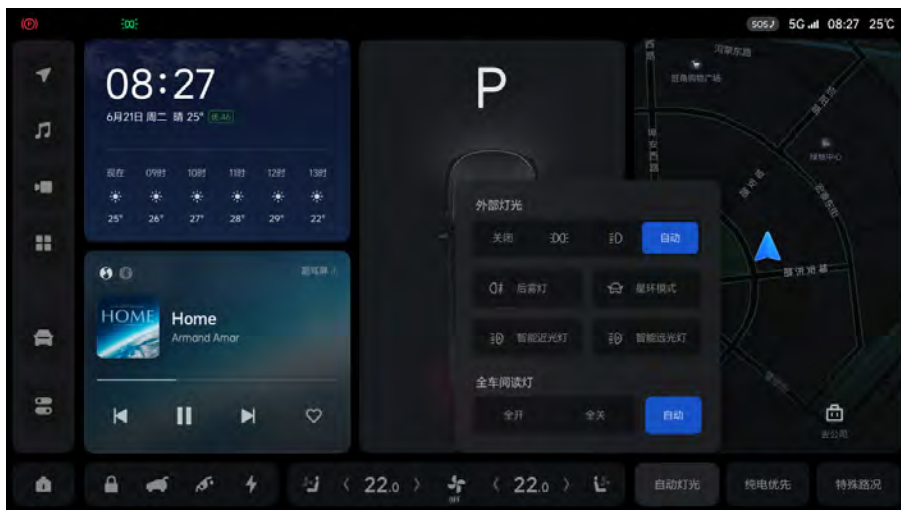 SOS 5G 08:27 25℃
08:27
6月21日 周二 晴 25° 优 46
现在 09时 10时 11时 12时 13时
25° 26° 27° 28° 29° 22°
HOME
Home
Armand Amar
P
外部灯光
关闭 自动
后雾灯 星环模式
智能近光灯 智能远光灯
全车阅读灯
全开 全关 自动
去公司
22.0 OFF 22.0
自动灯光 纯电优先 特殊路况